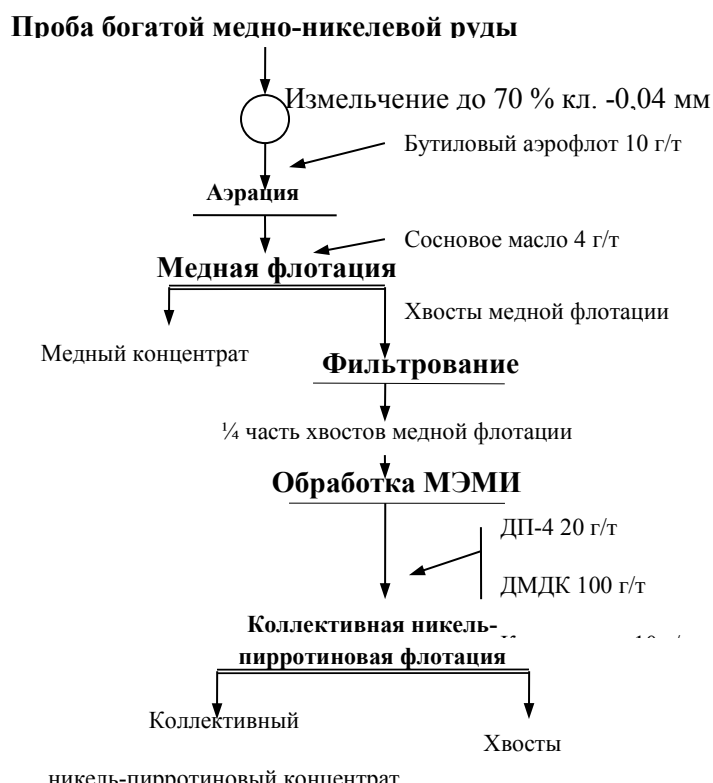 Проба богатой медно-никелевой руды
Измельчение до 70 % кл. -0,04 мм
Бутиловый аэрофлот 10 г/т
Аэрация
Сосновое масло 4 г/т
Медная флотация
Хвосты медной флотации
Медный концентрат
Фильтрование
¼ часть хвостов медной флотации
Обработка МЭМИ
ДП-4 20 г/т
ДМДК 100 г/т
Коллективная никель-
пирротиновая флотация
Коллективный
Хвосты
никель-пирротиновый концентрат